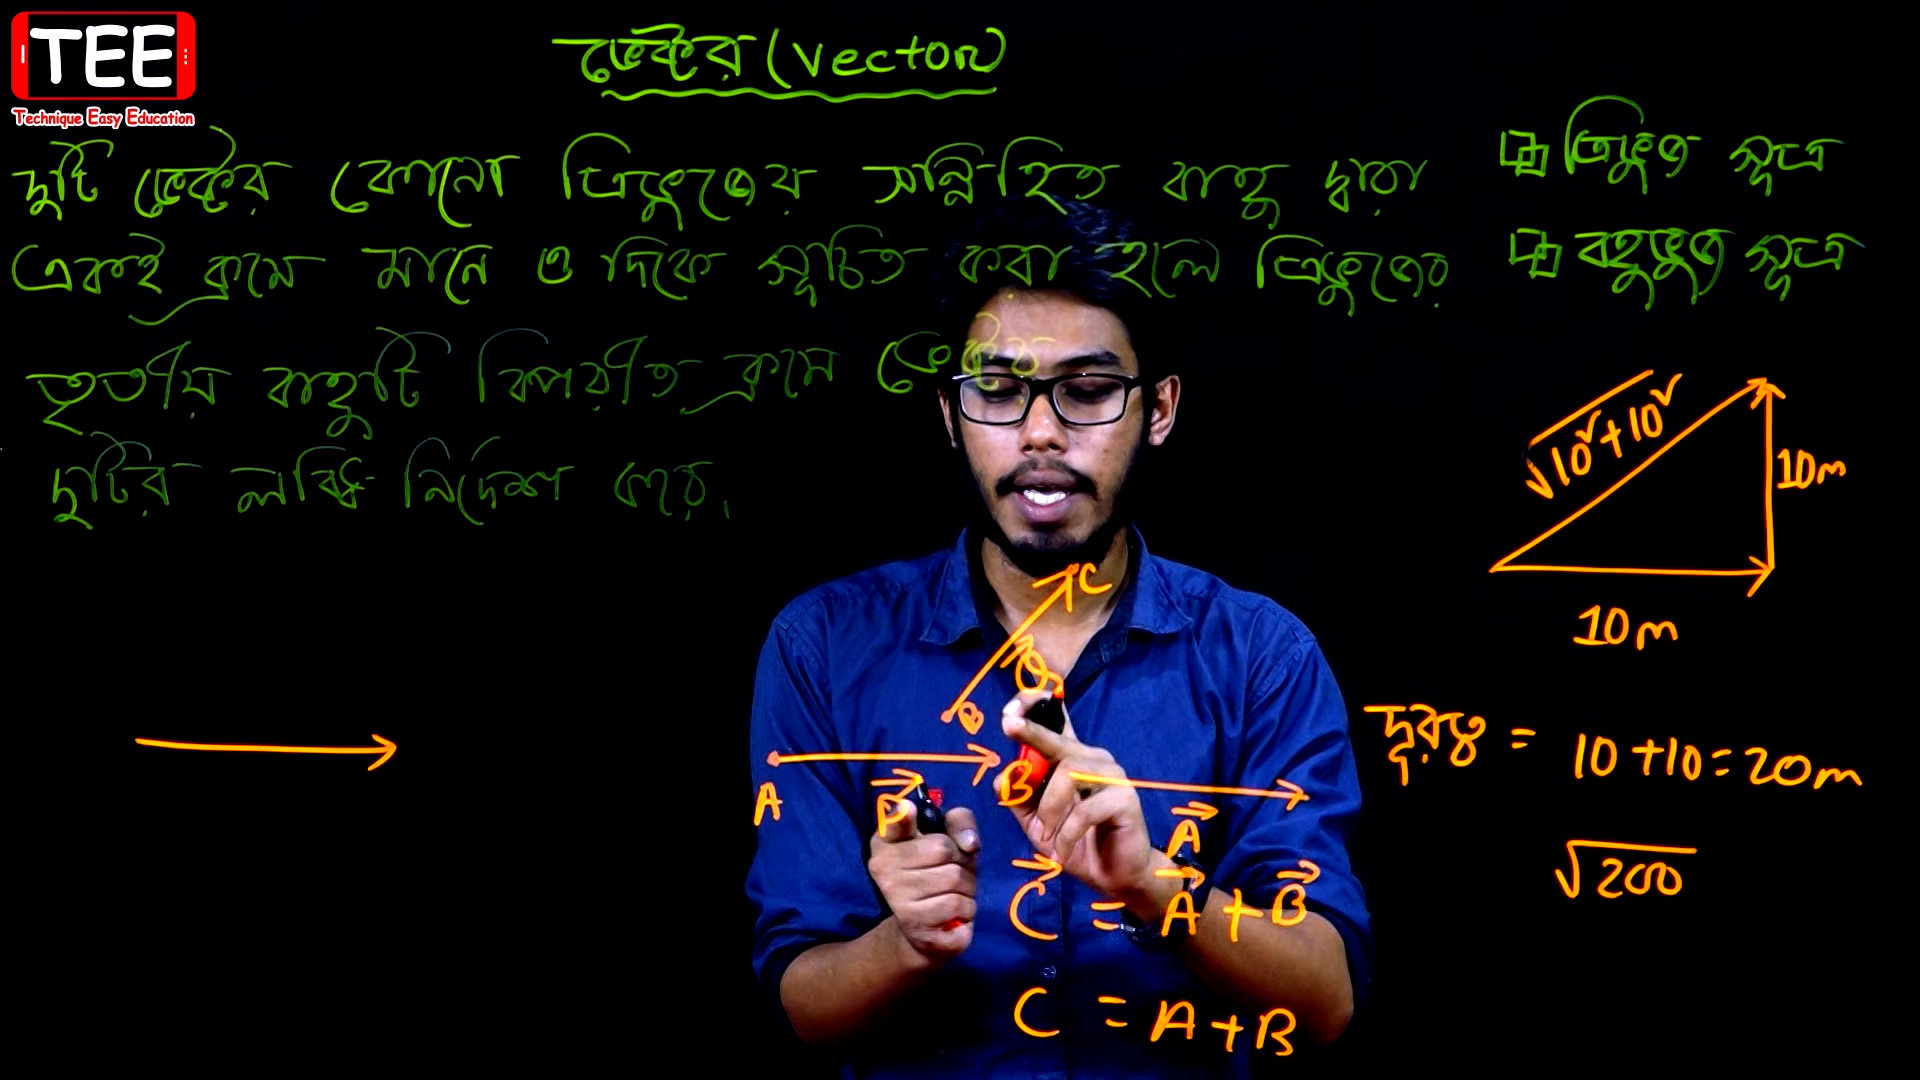 TEE
Technique Easy Education
ভেক্টর (Vector)
দুটি ভেক্টর কোনো ত্রিভুজের সন্নিহিত বাহু দ্বারা
একই ক্রমে মানে ও দিকে সূচিত করা হলে ত্রিভুজের
তৃতীয় বাহুটি বিপরীত ক্রমে ভেক্টর
দুটির লব্ধি নির্দেশ করে।
ত্রিভুজ সূত্র
বহুভুজ সূত্র
√10²+10²
10m
10m
দূরত্ব = 10+10=20m
√200
C
Q
B
A
P
B
A
C = A + B
C = A + B